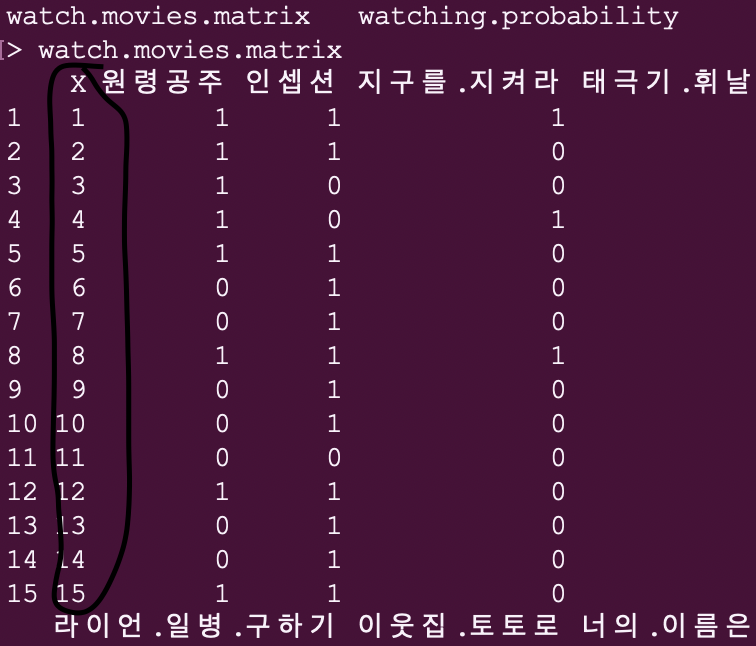 watch.movies.matrix watching.probability
[> watch.movies.matrix
X 원령공주 인셉션 지구를.지켜라 태극기.휘날
1 1 1 1 1
2 2 1 1 0
3 3 1 0 0
4 4 1 0 1
5 5 1 1 0
6 6 0 1 0
7 7 0 1 0
8 8 1 1 1
9 9 0 1 0
10 10 0 1 0
11 11 0 0 0
12 12 1 1 0
13 13 0 1 0
14 14 0 1 0
15 15 1 1 0
라이언.일병.구하기 이웃집.토토로 너의.이름은